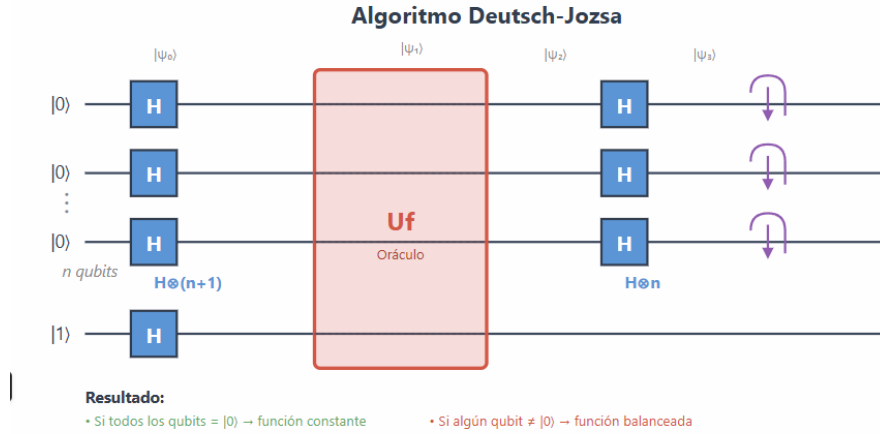 Algoritmo Deutsch-Jozsa
|ψ₀⟩ |ψ₁⟩ |ψ₂⟩ |ψ₃⟩
|0⟩ H H
|0⟩ H H
⋮
|0⟩ H H
Uf
Oráculo
n qubits
H⊗(n+1) H⊗n
|1⟩ H
Resultado:
• Si todos los qubits = |0⟩ → función constante • Si algún qubit ≠ |0⟩ → función balanceada